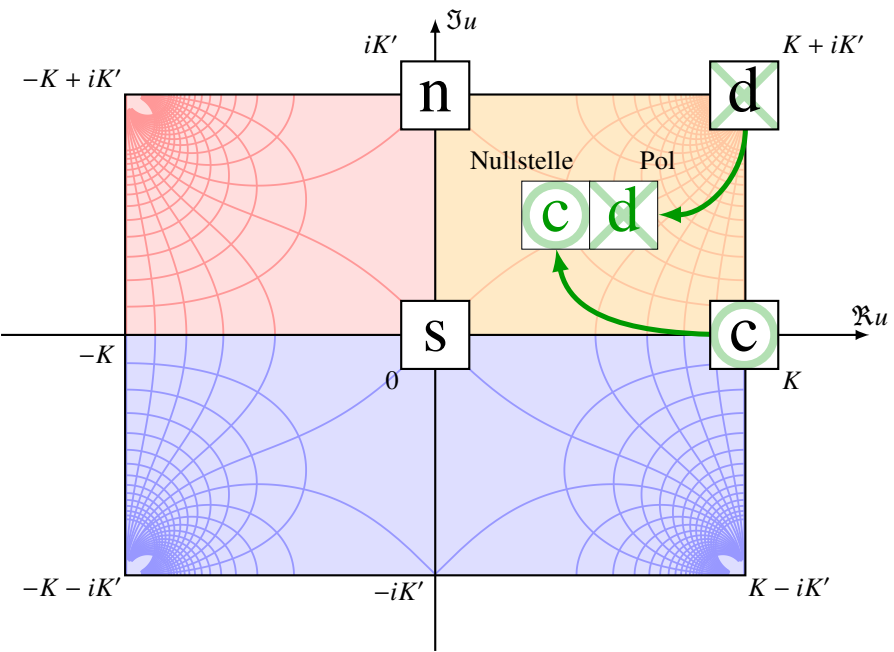 ℑu
iK′
K + iK′
−K + iK′
n
d
Nullstelle
Pol
c
d
ℜu
s
c
−K
0
K
−K − iK′
−iK′
K − iK′